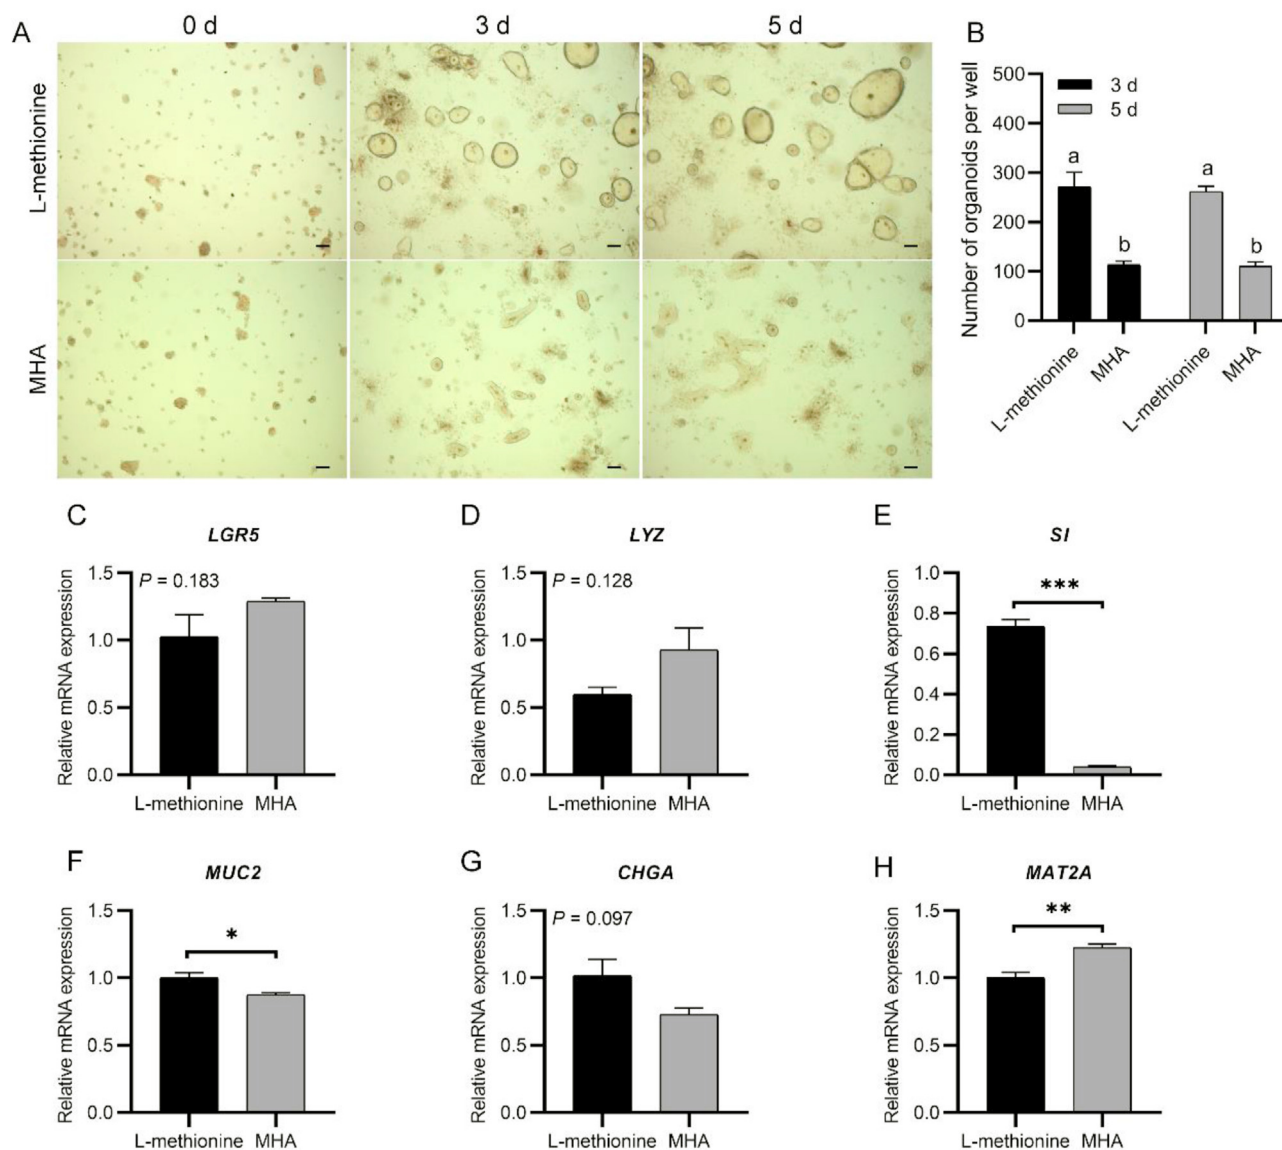 A
0 d
3 d
5 d
L-methionine
MHA
B
Number of organoids per well
500
400
300
200
100
0
3 d
5 d
a
b
a
b
L-methionine
MHA
L-methionine
MHA
C
LGR5
Relative mRNA expression
1.5
1.0
0.5
0.0
P = 0.183
L-methionine MHA
D
LYZ
Relative mRNA expression
1.5
1.0
0.5
0.0
P = 0.128
L-methionine MHA
E
SI
Relative mRNA expression
1.0
0.8
0.6
0.4
0.2
0.0
***
L-methionine MHA
F
MUC2
Relative mRNA expression
1.5
1.0
0.5
0.0
*
L-methionine MHA
G
CHGA
Relative mRNA expression
1.5
1.0
0.5
0.0
P = 0.097
L-methionine MHA
H
MAT2A
Relative mRNA expression
1.5
1.0
0.5
0.0
**
L-methionine MHA